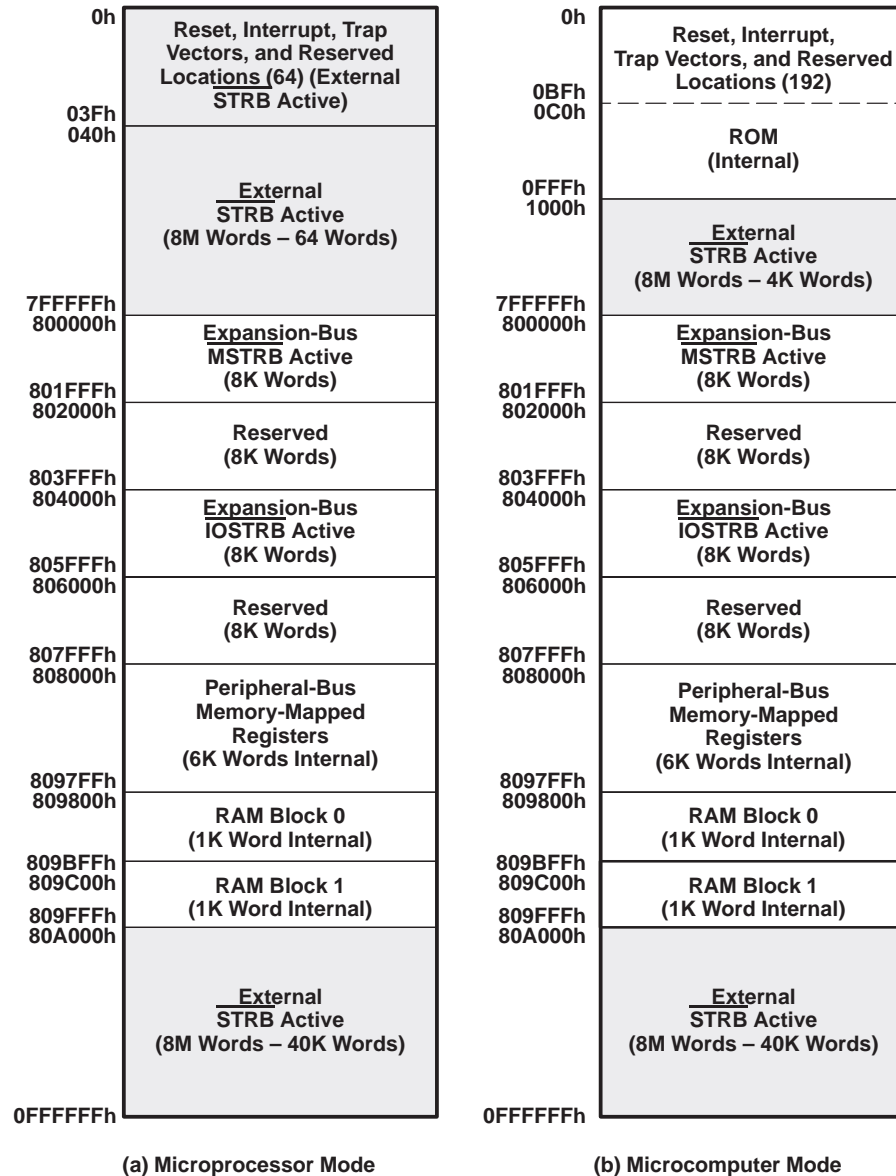 0h
Reset, Interrupt, Trap
Vectors, and Reserved
Locations (64) (External
STRB Active)
03Fh
040h
External
STRB Active
(8M Words – 64 Words)
7FFFFFh
800000h
Expansion-Bus
MSTRB Active
(8K Words)
801FFFh
802000h
Reserved
(8K Words)
803FFFh
804000h
Expansion-Bus
IOSTRB Active
(8K Words)
805FFFh
806000h
Reserved
(8K Words)
807FFFh
808000h
Peripheral-Bus
Memory-Mapped
Registers
(6K Words Internal)
8097FFh
809800h
RAM Block 0
(1K Word Internal)
809BFFh
809C00h
RAM Block 1
(1K Word Internal)
809FFFh
80A000h
External
STRB Active
(8M Words – 40K Words)
0FFFFFFh
(a) Microprocessor Mode
0h
Reset, Interrupt,
Trap Vectors, and Reserved
Locations (192)
0BFh
0C0h
ROM
(Internal)
0FFFh
1000h
External
STRB Active
(8M Words – 4K Words)
7FFFFFh
800000h
Expansion-Bus
MSTRB Active
(8K Words)
801FFFh
802000h
Reserved
(8K Words)
803FFFh
804000h
Expansion-Bus
IOSTRB Active
(8K Words)
805FFFh
806000h
Reserved
(8K Words)
807FFFh
808000h
Peripheral-Bus
Memory-Mapped
Registers
(6K Words Internal)
8097FFh
809800h
RAM Block 0
(1K Word Internal)
809BFFh
809C00h
RAM Block 1
(1K Word Internal)
809FFFh
80A000h
External
STRB Active
(8M Words – 40K Words)
0FFFFFFh
(b) Microcomputer Mode